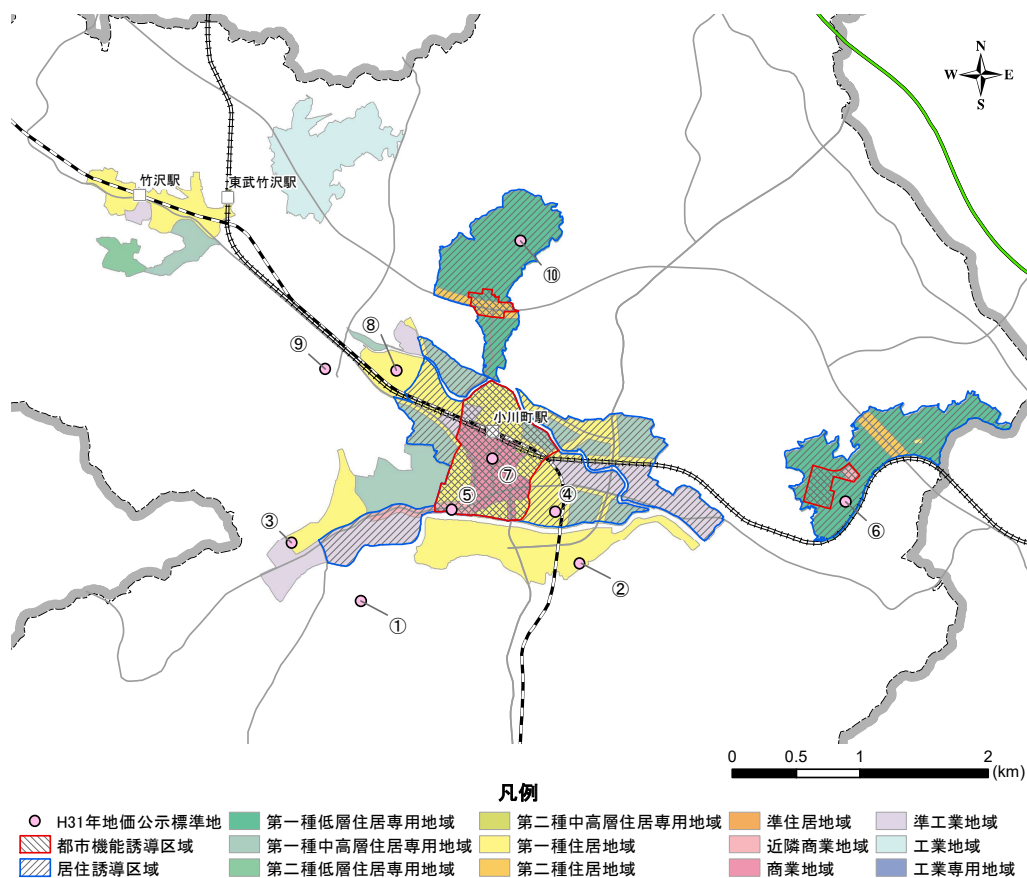 N
W E
S
竹沢駅
東武竹沢駅
⑩
⑧
⑨
小川町駅
⑦
⑤
④
⑥
③
②
①
0 0.5 1 2
(km)
凡例
H31年地価公示標準地
都市機能誘導区域
居住誘導区域
第一種低層住居専用地域
第一種中高層住居専用地域
第二種低層住居専用地域
第二種中高層住居専用地域
第一種住居地域
第二種住居地域
準住居地域
近隣商業地域
商業地域
準工業地域
工業地域
工業専用地域